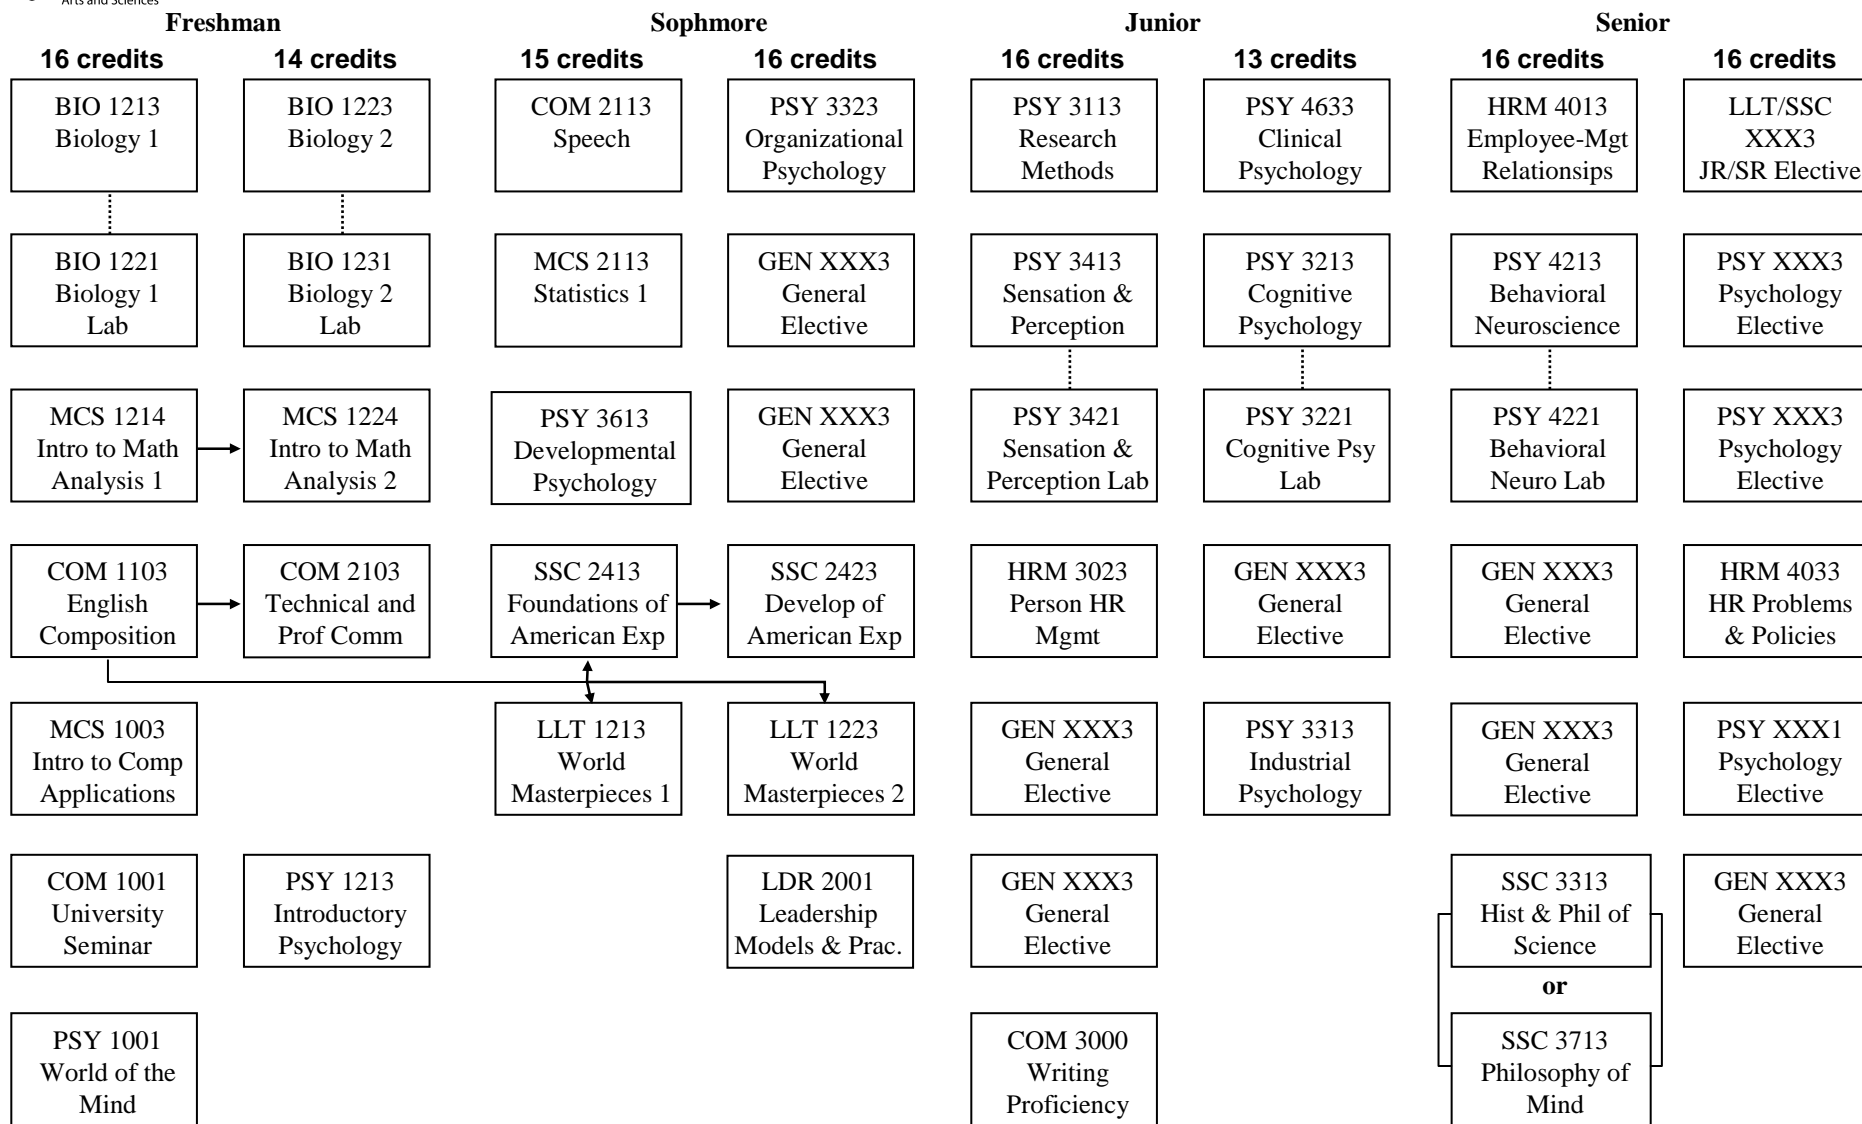 Arts and Sciences
Freshman
Sophmore
Junior
Senior
16 credits
14 credits
15 credits
16 credits
16 credits
13 credits
16 credits
16 credits
BIO 1213
Biology 1
BIO 1221
Biology 1
Lab
MCS 1214
Intro to Math
Analysis 1
COM 1103
English
Composition
MCS 1003
Intro to Comp
Applications
COM 1001
University
Seminar
PSY 1001
World of the
Mind
BIO 1223
Biology 2
BIO 1231
Biology 2
Lab
MCS 1224
Intro to Math
Analysis 2
COM 2103
Technical and
Prof Comm
PSY 1213
Introductory
Psychology
COM 2113
Speech
MCS 2113
Statistics 1
PSY 3613
Developmental
Psychology
SSC 2413
Foundations of
American Exp
LLT 1213
World
Masterpieces 1
PSY 3323
Organizational
Psychology
GEN XXX3
General
Elective
GEN XXX3
General
Elective
SSC 2423
Develop of
American Exp
LLT 1223
World
Masterpieces 2
LDR 2001
Leadership
Models & Prac.
PSY 3113
Research
Methods
PSY 3413
Sensation &
Perception
PSY 3421
Sensation &
Perception Lab
HRM 3023
Person HR
Mgmt
GEN XXX3
General
Elective
GEN XXX3
General
Elective
COM 3000
Writing
Proficiency
PSY 4633
Clinical
Psychology
PSY 3213
Cognitive
Psychology
PSY 3221
Cognitive Psy
Lab
GEN XXX3
General
Elective
PSY 3313
Industrial
Psychology
HRM 4013
Employee-Mgt
Relationsips
PSY 4213
Behavioral
Neuroscience
PSY 4221
Behavioral
Neuro Lab
GEN XXX3
General
Elective
GEN XXX3
General
Elective
SSC 3313
Hist & Phil of
Science
or
SSC 3713
Philosophy of
Mind
LLT/SSC
XXX3
JR/SR Elective
PSY XXX3
Psychology
Elective
PSY XXX3
Psychology
Elective
HRM 4033
HR Problems
& Policies
PSY XXX1
Psychology
Elective
GEN XXX3
General
Elective